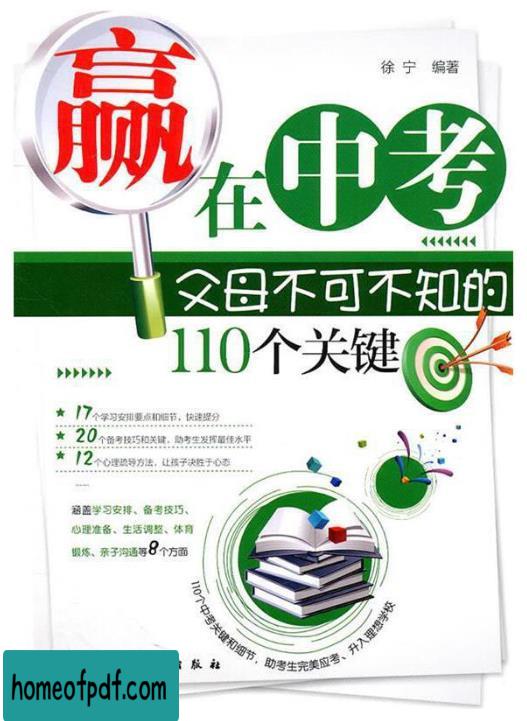 徐宁 编著
赢
在中考
父母不可不知的
110个关键
17个学习安排要点和细节，快速提分
20个备考技巧和关键，助考生发挥最佳水平
12个心理疏导方法，让孩子决胜于心态
......
涵盖学习安排、备考技巧、
心理准备、生活调整、体育
锻炼、亲子沟通等8个方面
110个中考关键和细节，助考生完美应考、升入理想学校
出版社
homeofpdf.com